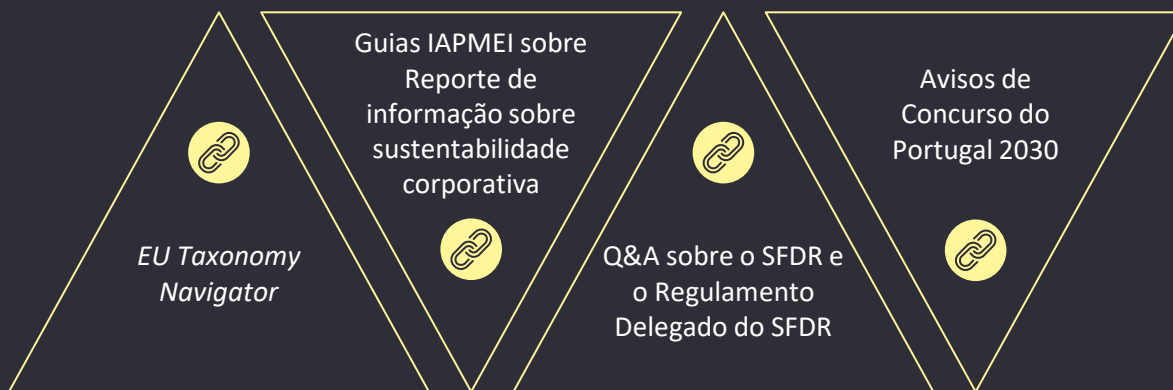 EU Taxonomy
Navigator
Guias IAPMEI sobre
Reporte de
informação sobre
sustentabilidade
corporativa
Q&A sobre o SFDR e
o Regulamento
Delegado do SFDR
Avisos de
Concurso do
Portugal 2030